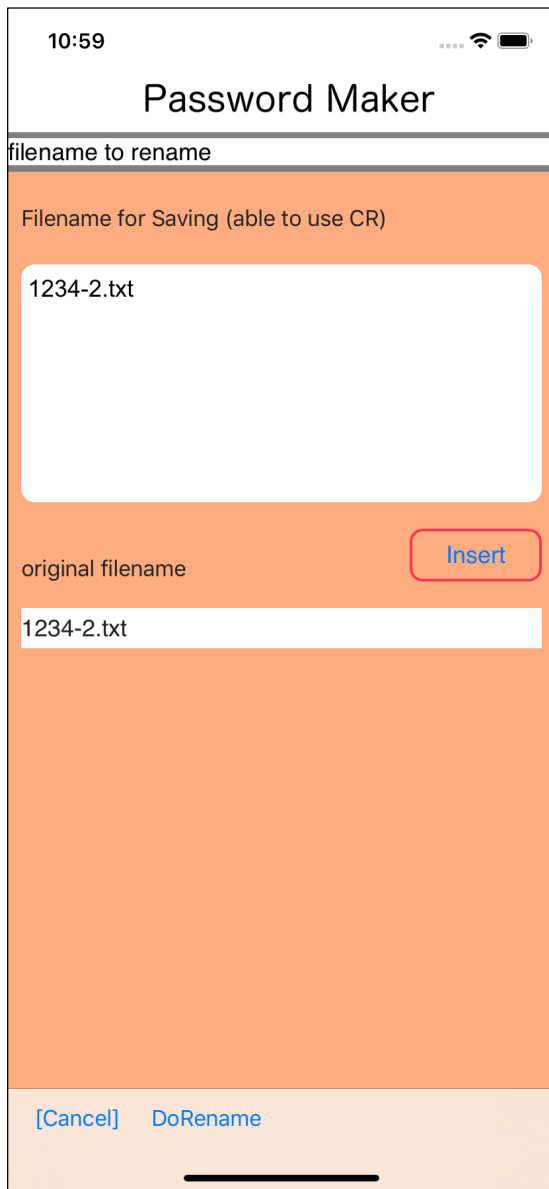 10:59
Password Maker
filename to rename
Filename for Saving (able to use CR)
1234-2.txt
Insert
original filename
1234-2.txt
[Cancel] DoRename